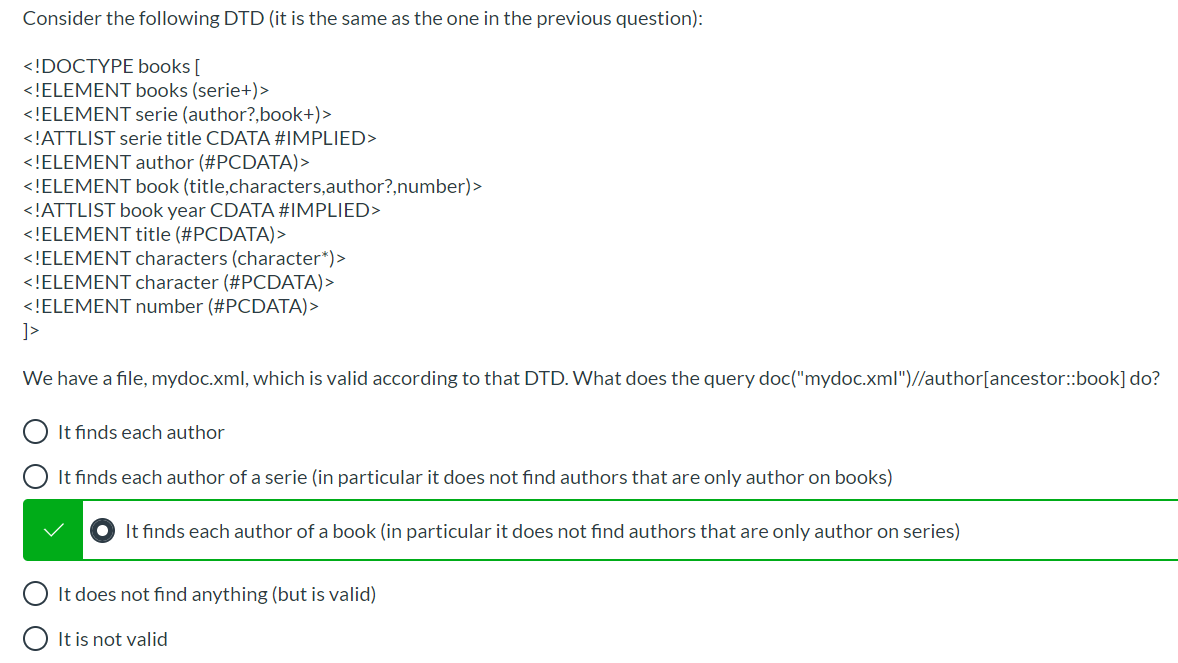 Consider the following DTD (it is the same as the one in the previous question):
<!DOCTYPE books [
<!ELEMENT books (serie+)>
<!ELEMENT serie (author?,book+)>
<!ATTLIST serie title CDATA #IMPLIED>
<!ELEMENT author (#PCDATA)>
<!ELEMENT book (title,characters,author?,number)>
<!ATTLIST book year CDATA #IMPLIED>
<!ELEMENT title (#PCDATA)>
<!ELEMENT characters (character*)>
<!ELEMENT character (#PCDATA)>
<!ELEMENT number (#PCDATA)>
]>
We have a file, mydoc.xml, which is valid according to that DTD. What does the query doc("mydoc.xml")//author[ancestor::book] do?
It finds each author
It finds each author of a serie (in particular it does not find authors that are only author on books)
It finds each author of a book (in particular it does not find authors that are only author on series)
It does not find anything (but is valid)
It is not valid